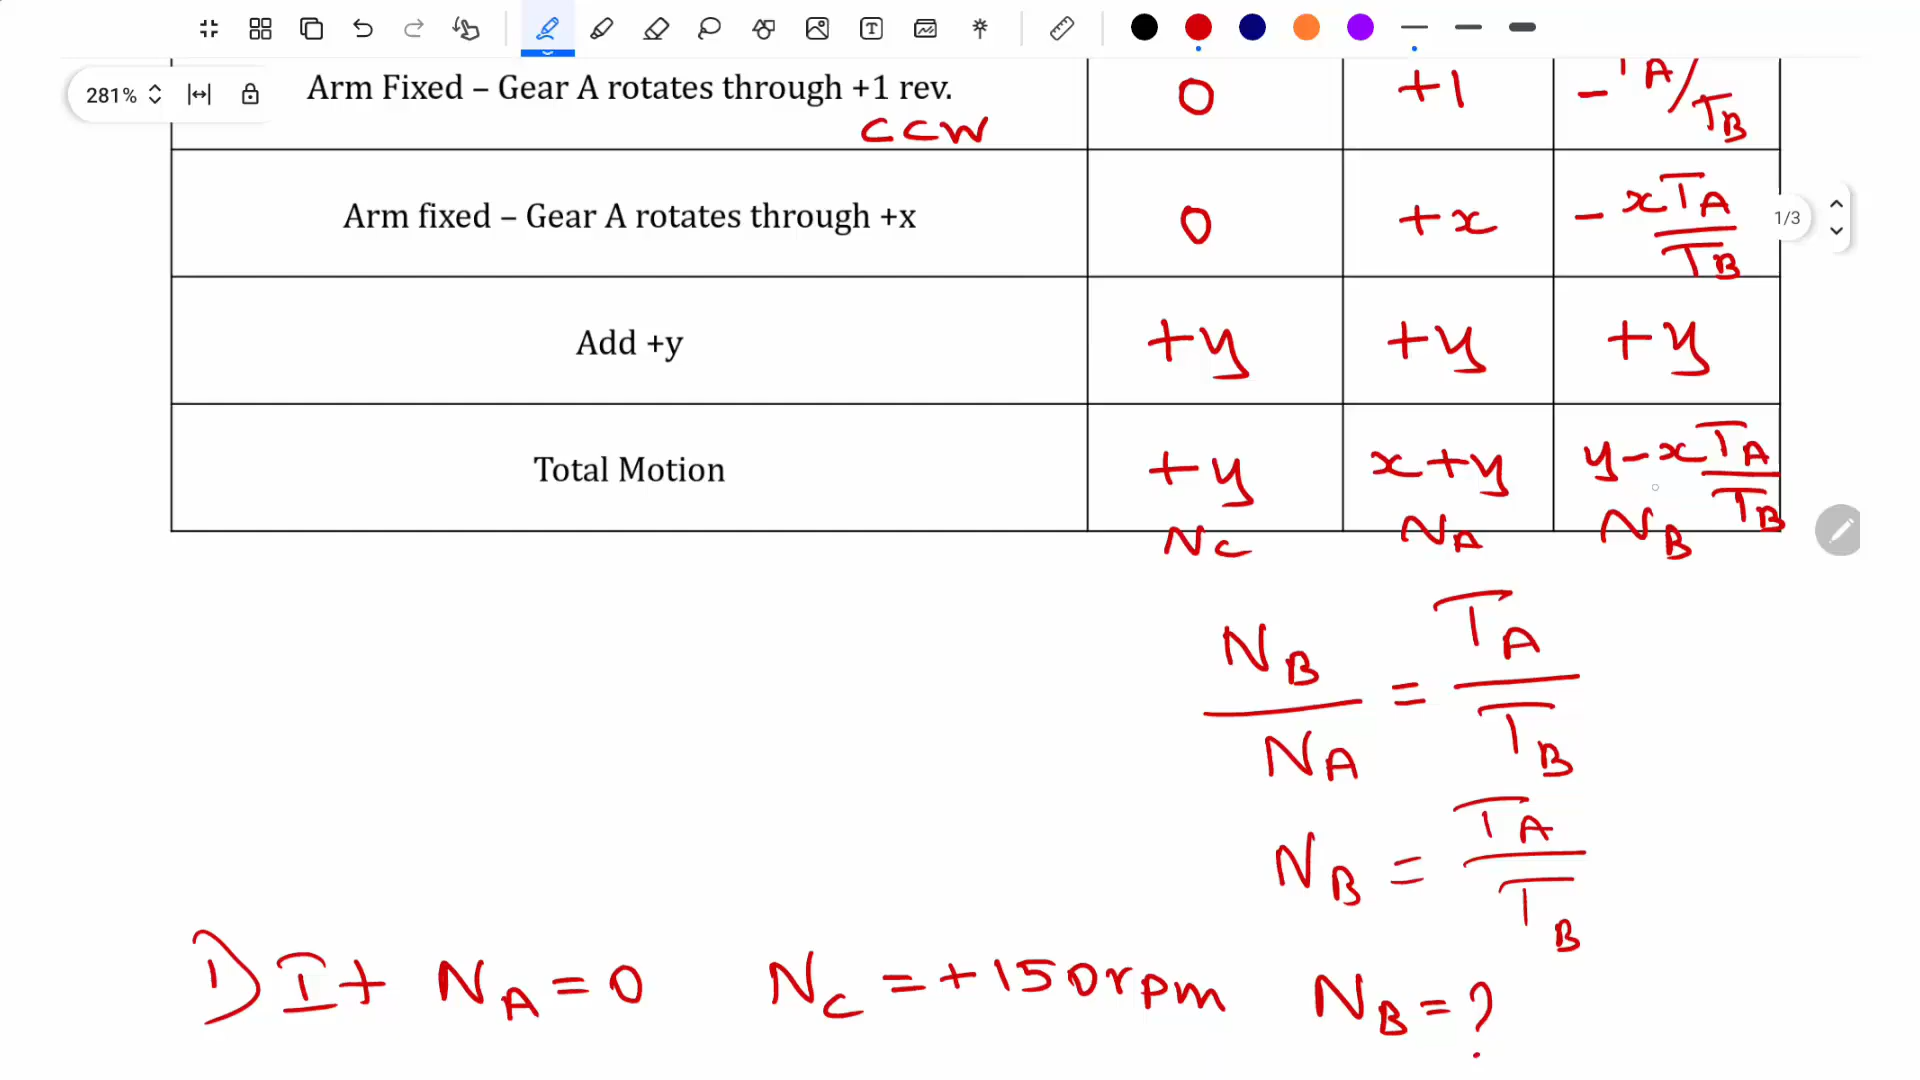 281%
Arm Fixed – Gear A rotates through +1 rev. 0 +1 - TA/TB
CCW
Arm fixed – Gear A rotates through +x 0 +x - xTA/TB
1/3
Add +y +y +y +y
Total Motion +y x+y y-xTA/TB
NC NA NB
NB/NA = TA/TB
NB = TA/TB
1) If NA=0 NC = +150rpm NB=?